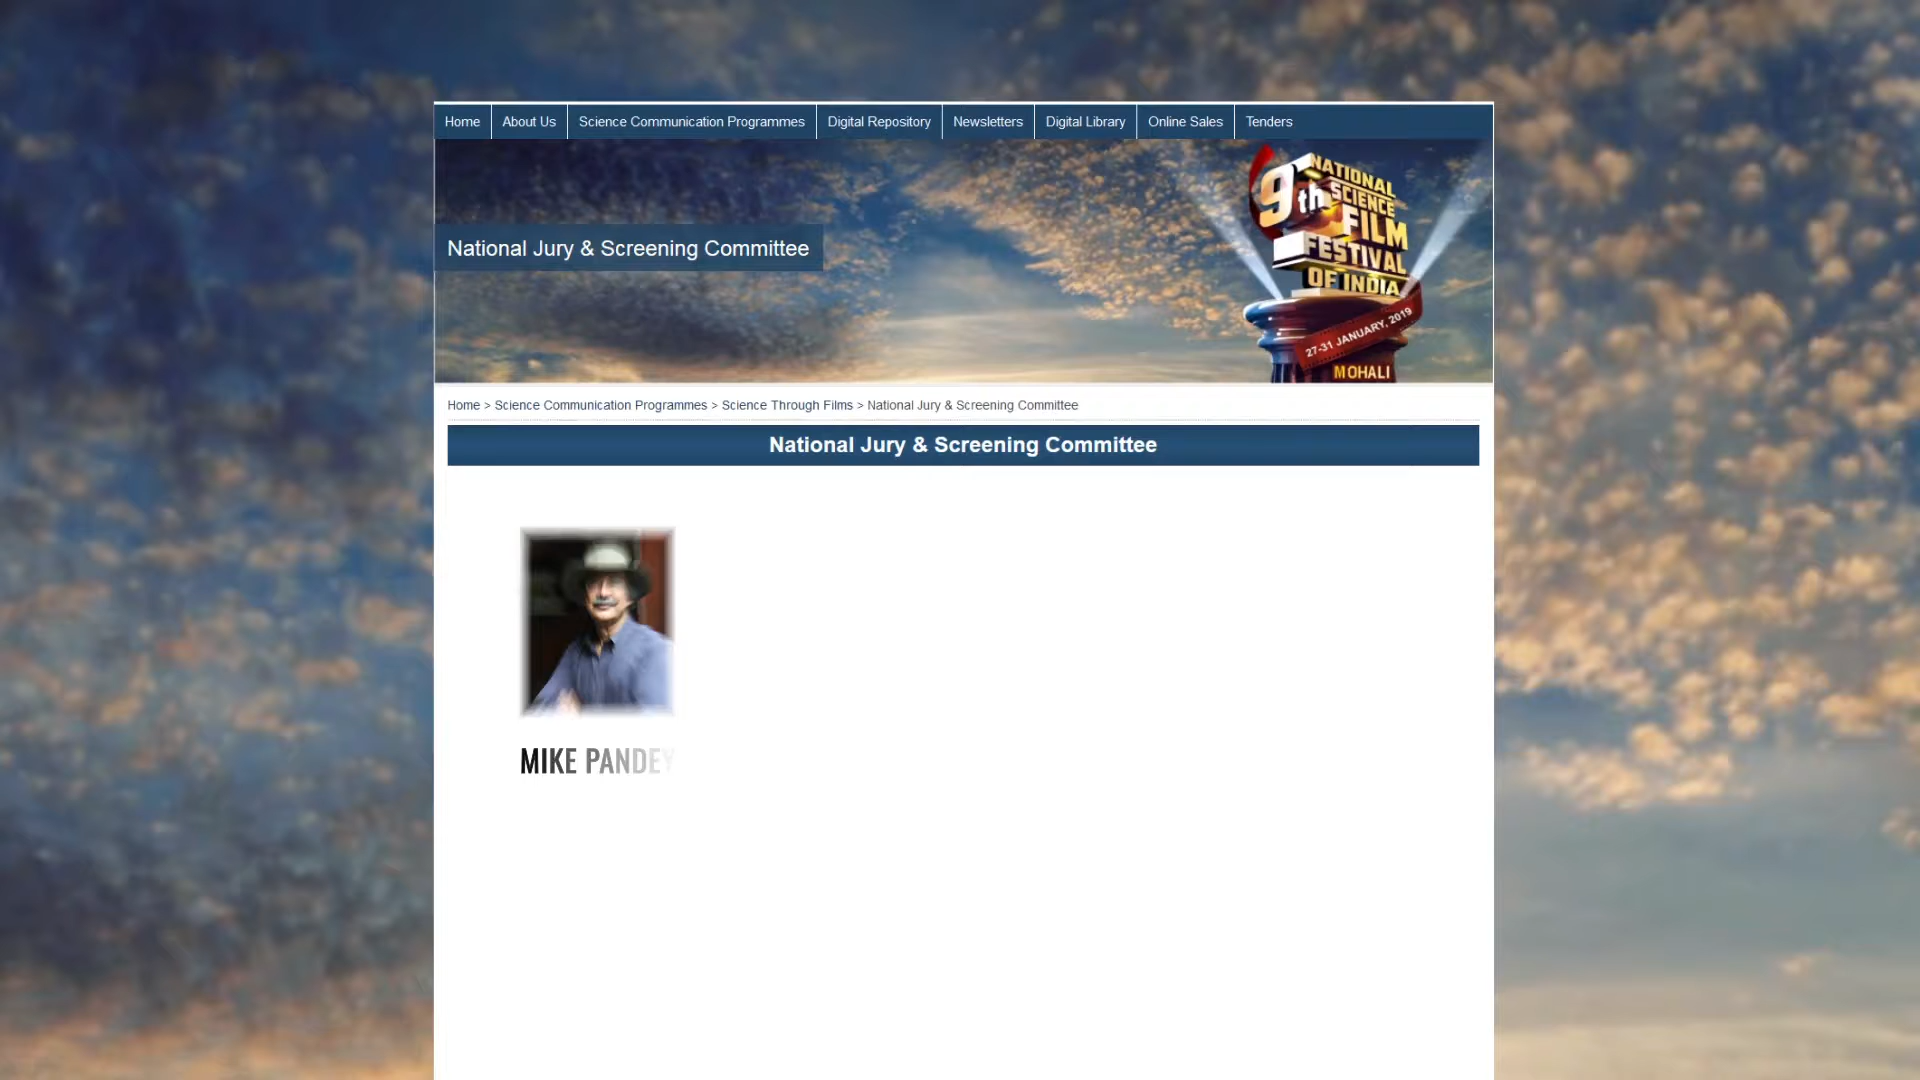 Home
About Us
Science Communication Programmes
Digital Repository
Newsletters
Digital Library
Online Sales
Tenders
9th NATIONAL
SCIENCE
FILM
FESTIVAL
OF INDIA
27-31 JANUARY, 2019
MOHALI
National Jury & Screening Committee
Home > Science Communication Programmes > Science Through Films > National Jury & Screening Committee
National Jury & Screening Committee
MIKE PANDEY